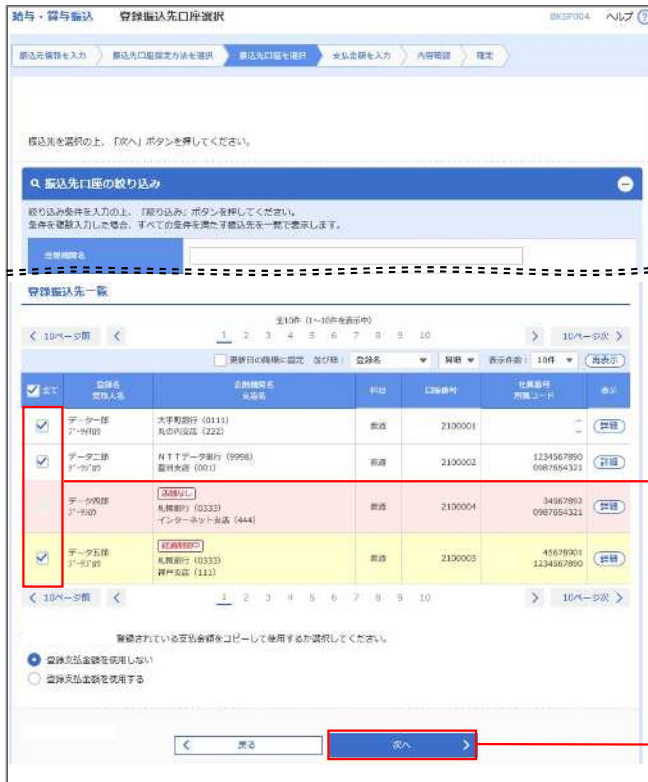 給与・賞与振込 登録振込先口座選択 BKSF004 ヘルプ ?
振込元情報を入力 振込先口座指定方法を選択 振込先口座を選択 支払金額を入力 内容確認 確定
振込先を選択の上、「次へ」ボタンを押してください。
振込先口座の絞り込み
絞り込み条件を入力の上、「絞り込み」ボタンを押してください。
条件を複数入力した場合、すべての条件を満たす振込先を一覧で表示します。
金融機関名
登録振込先一覧
全10件（1～10件を表示中）
10ページ前 1 2 3 4 5 6 7 8 9 10 10ページ次
更新日の降順に固定 並び順： 登録名 昇順 表示件数： 10件 再表示
全て 登録名 金融機関名 科目 口座番号 社員番号 表示
受取人名 支店名 所属コード
データ一郎 大手町銀行（0111） 普通 2100001 - 詳細
丸の内支店（222） -
データ二郎 NTTデータ銀行（9998） 普通 2100002 1234567890 詳細
豊洲支店（001） 0987654321
店舗なし
データ四郎 札幌銀行（0333） 普通 2100004 34567892 詳細
インターネット支店（444） 0987654321
経過期間中
データ五郎 札幌銀行（0333） 普通 2100005 45678901 詳細
神戸支店（111） 1234567890
10ページ前 1 2 3 4 5 6 7 8 9 10 10ページ次
登録されている支払金額をコピーして使用するか選択してください。
登録支払金額を使用しない
登録支払金額を使用する
戻る 次へ